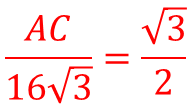 AC/16√3 = √3/2